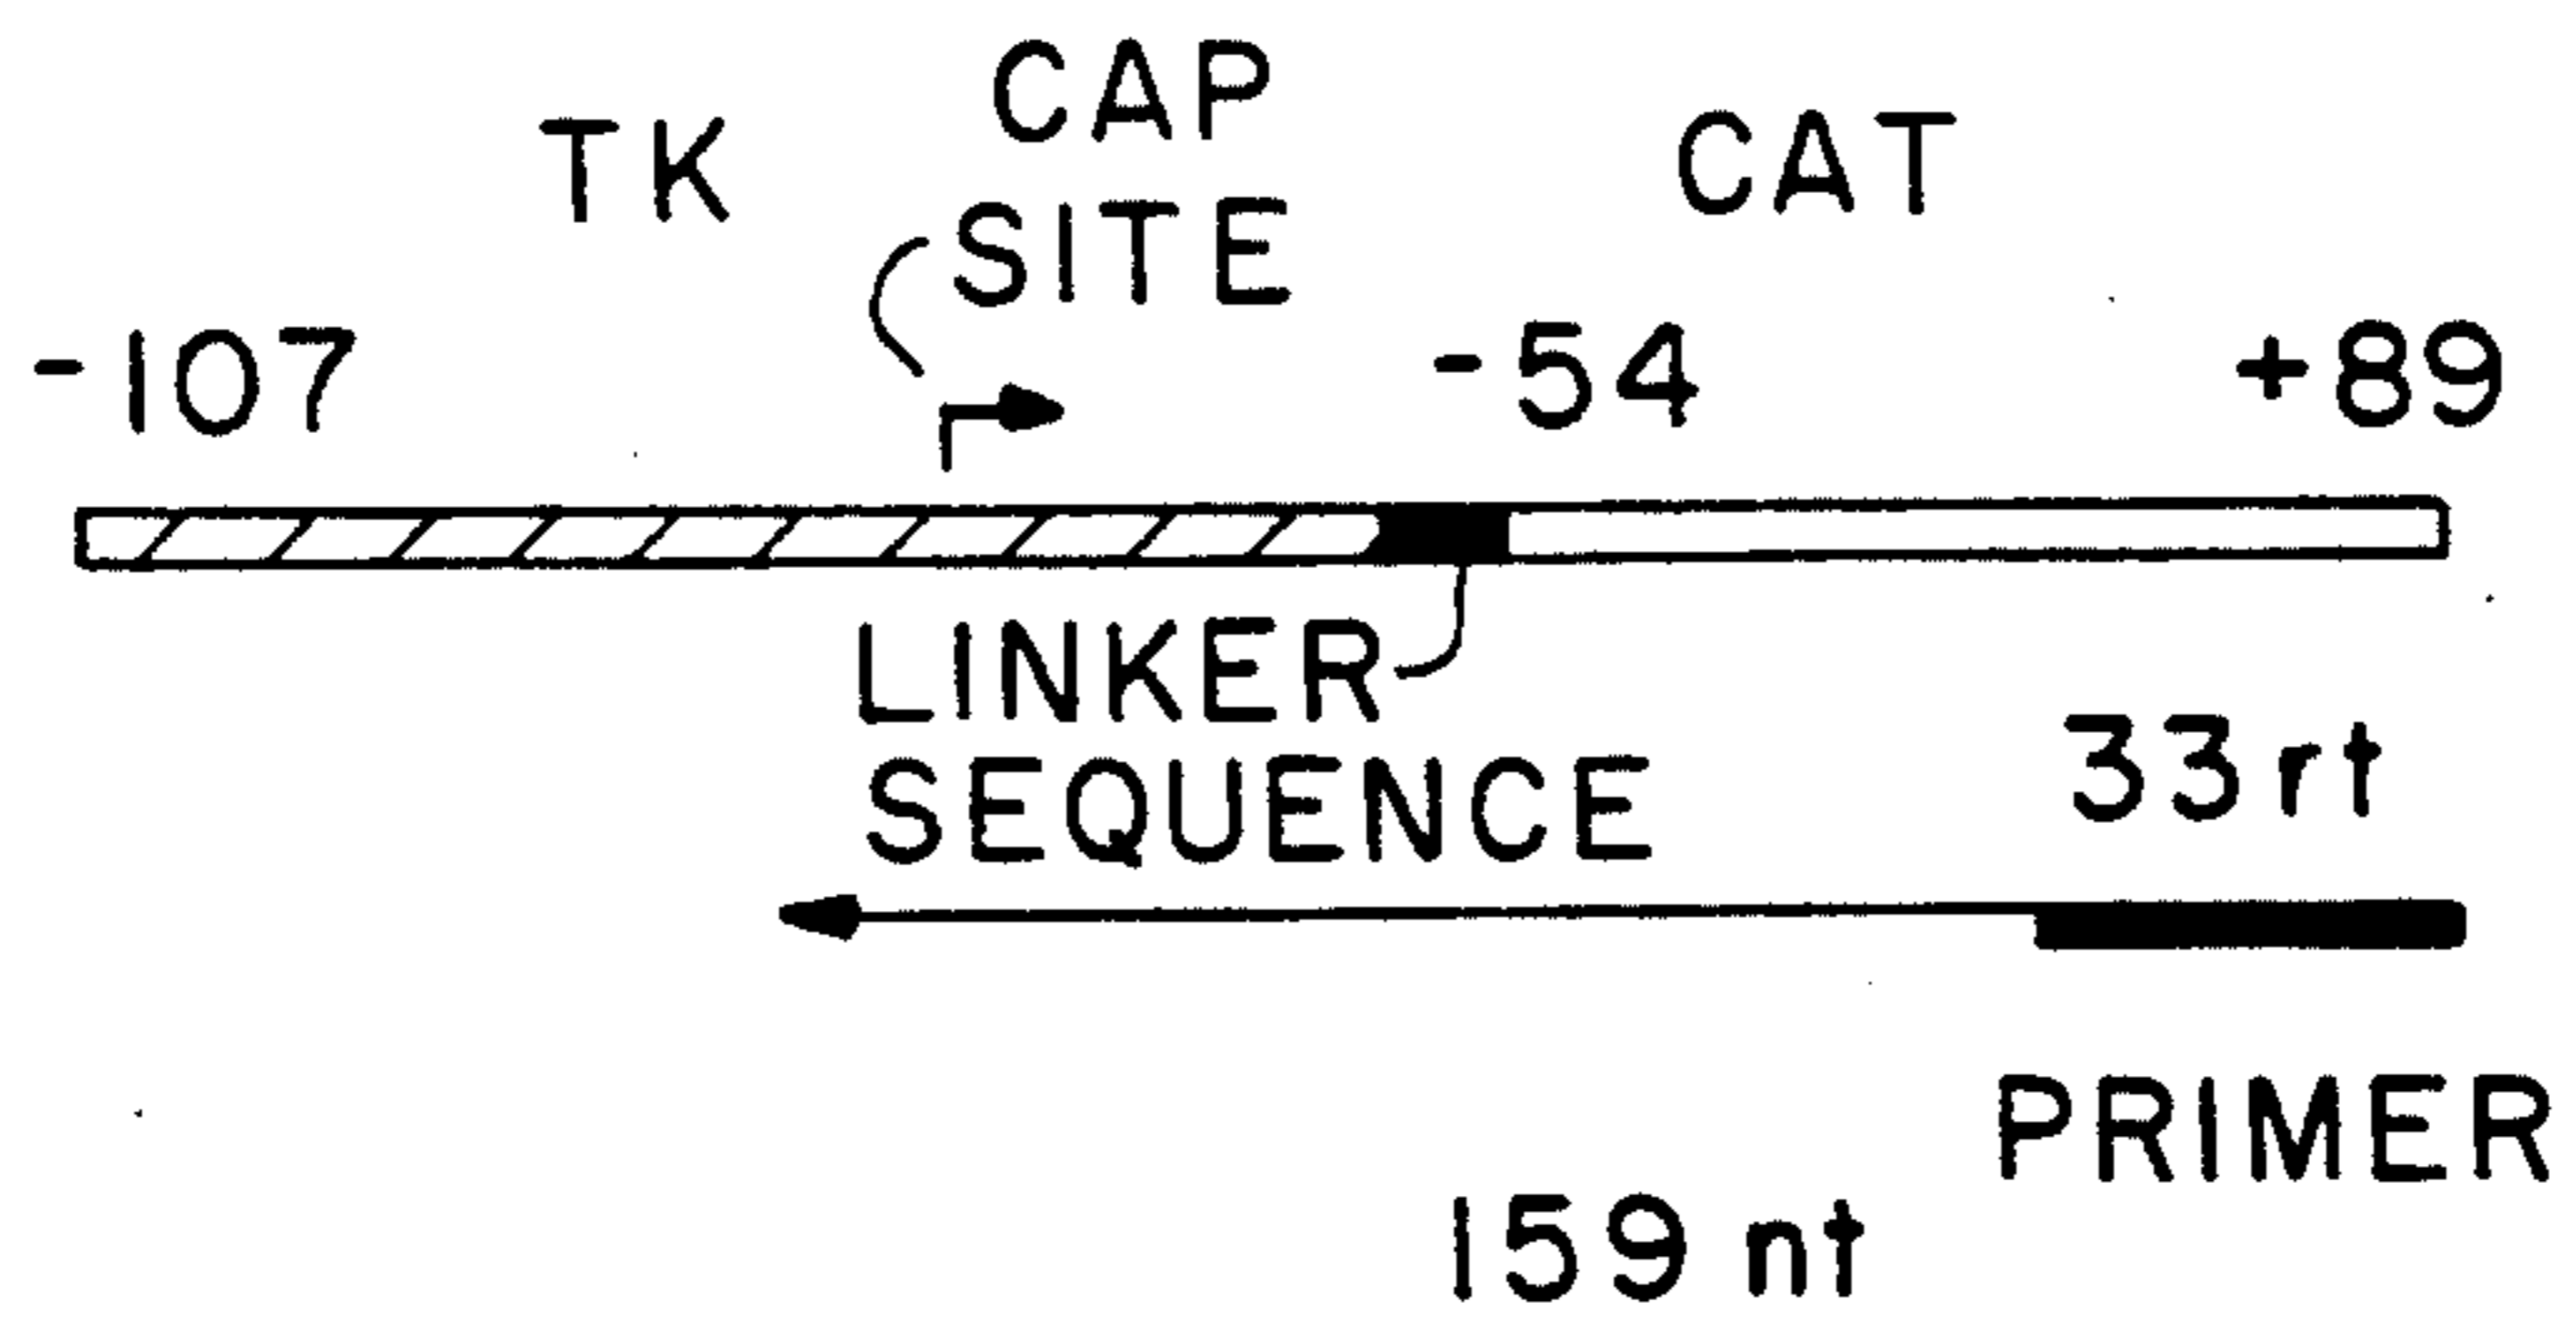 TK
CAP
SITE
CAT
-107
-54
+89
LINKER
SEQUENCE
33rt
PRIMER
159 nt